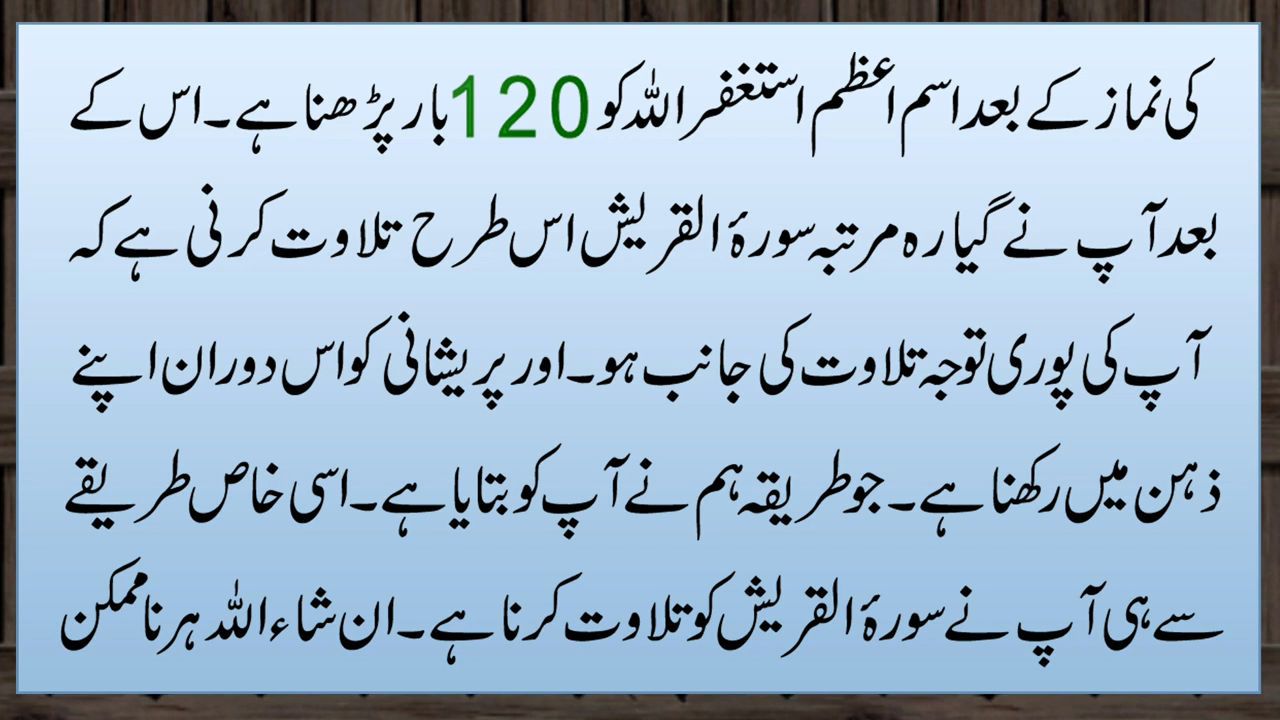 کی نماز کے بعد اسم اعظم استغفر اللہ کو 120 بار پڑھنا ہے۔ اس کے
بعد آپ نے گیارہ مرتبہ سورۂ القریش اس طرح تلاوت کرنی ہے کہ
آپ کی پوری توجہ تلاوت کی جانب ہو۔ اور پریشانی کو اس دوران اپنے
ذہن میں رکھنا ہے۔ جو طریقہ ہم نے آپ کو بتایا ہے۔ اسی خاص طریقے
سے ہی آپ نے سورۂ القریش کو تلاوت کرنا ہے۔ ان شاء اللہ ہر ناممکن